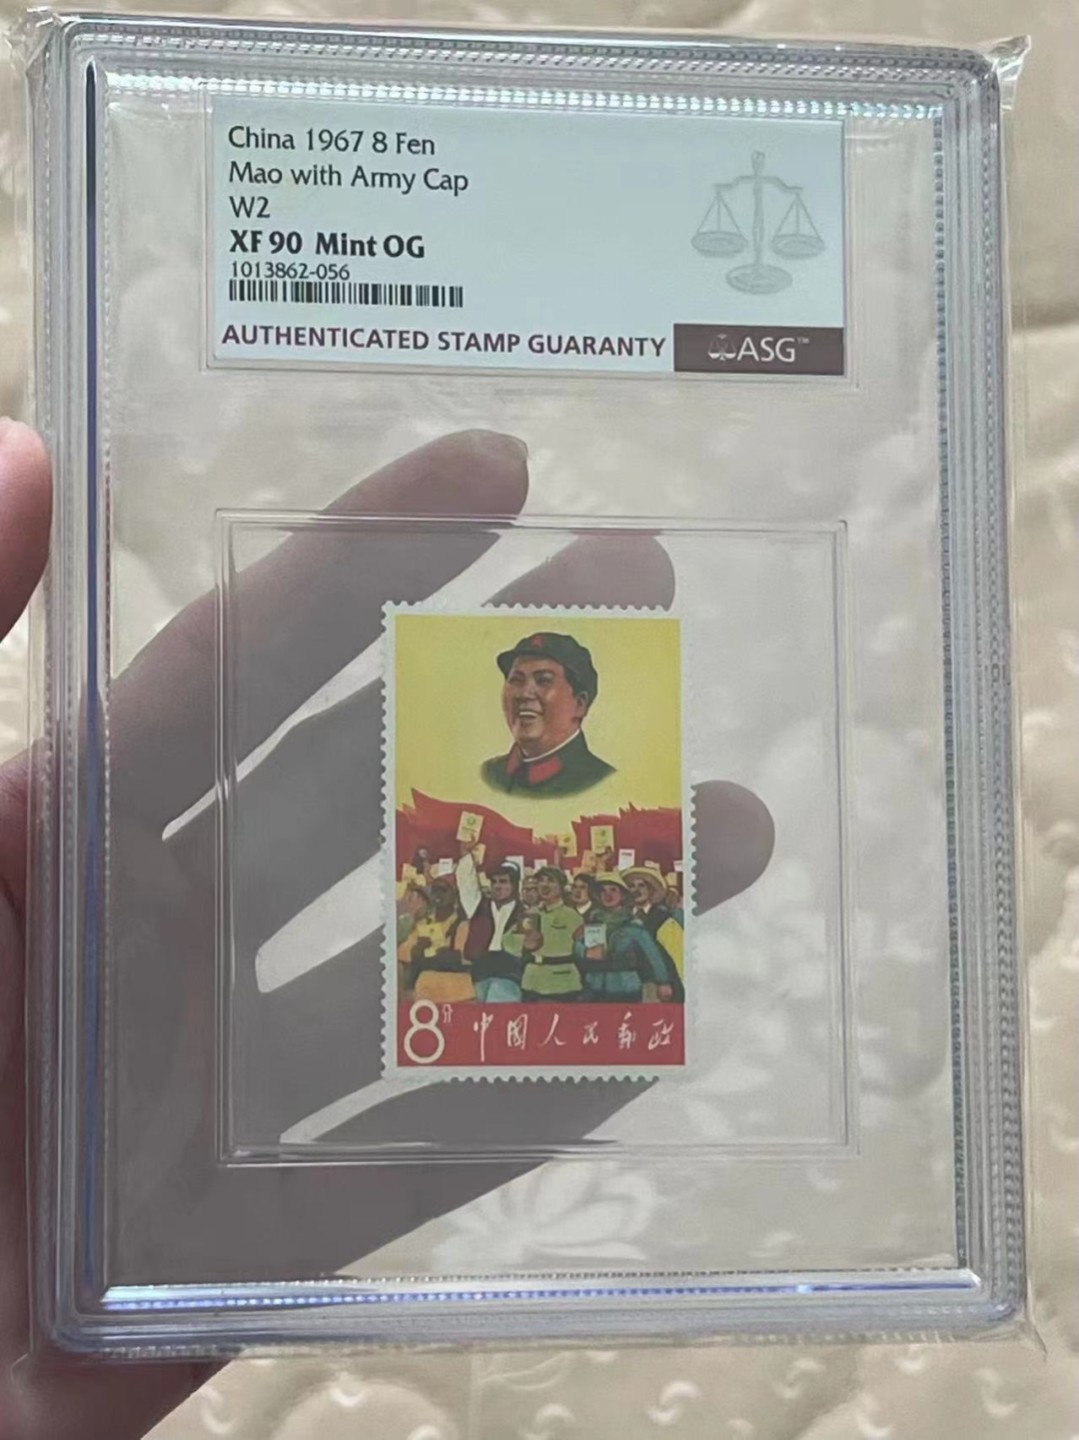 China 1967 8 Fen
Mao with Army Cap
W2
XF 90 Mint OG
1013862-056
AUTHENTICATED STAMP GUARANTY
ASG™
8分 中国人民邮政